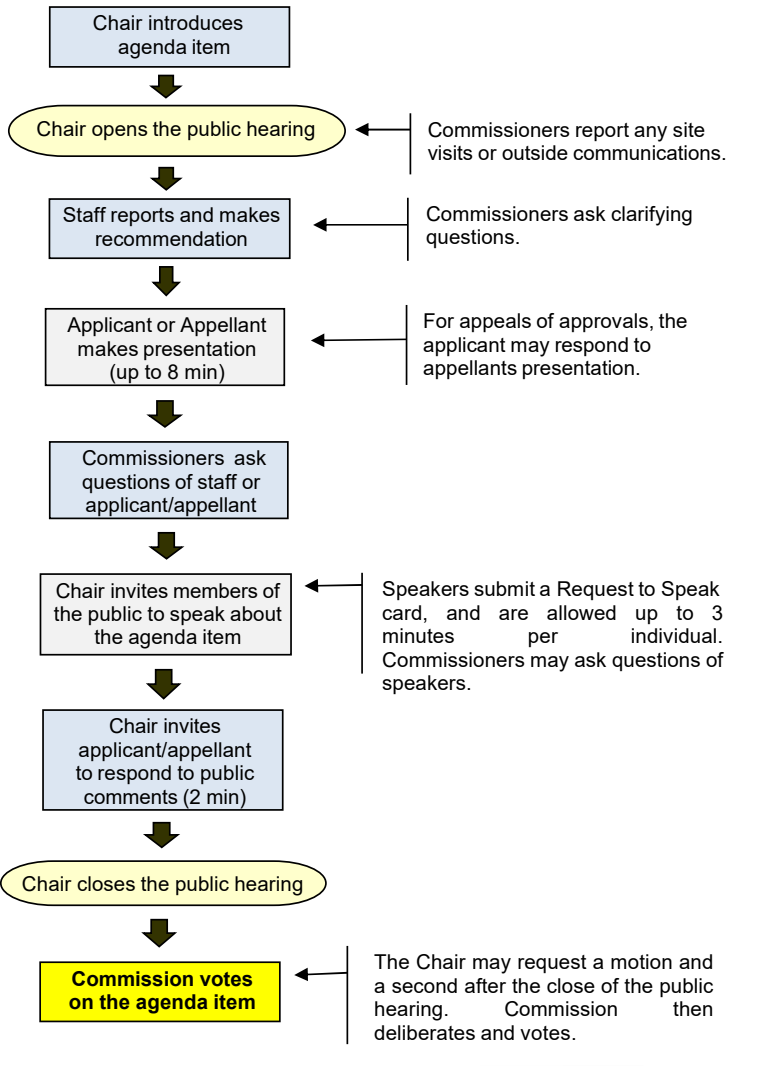 Chair introduces
agenda item
Chair opens the public hearing
Commissioners report any site
visits or outside communications.
Staff reports and makes
recommendation
Commissioners ask clarifying
questions.
Applicant or Appellant
makes presentation
(up to 8 min)
For appeals of approvals, the
applicant may respond to
appellants presentation.
Commissioners ask
questions of staff or
applicant/appellant
Chair invites members of
the public to speak about
the agenda item
Speakers submit a Request to Speak
card, and are allowed up to 3
minutes per individual.
Commissioners may ask questions of
speakers.
Chair invites
applicant/appellant
to respond to public
comments (2 min)
Chair closes the public hearing
Commission votes
on the agenda item
The Chair may request a motion and
a second after the close of the public
hearing. Commission then
deliberates and votes.